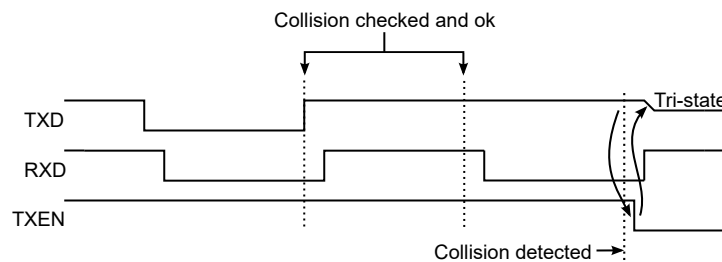 Collision checked and ok
Tri-state
TXD
RXD
TXEN
Collision detected